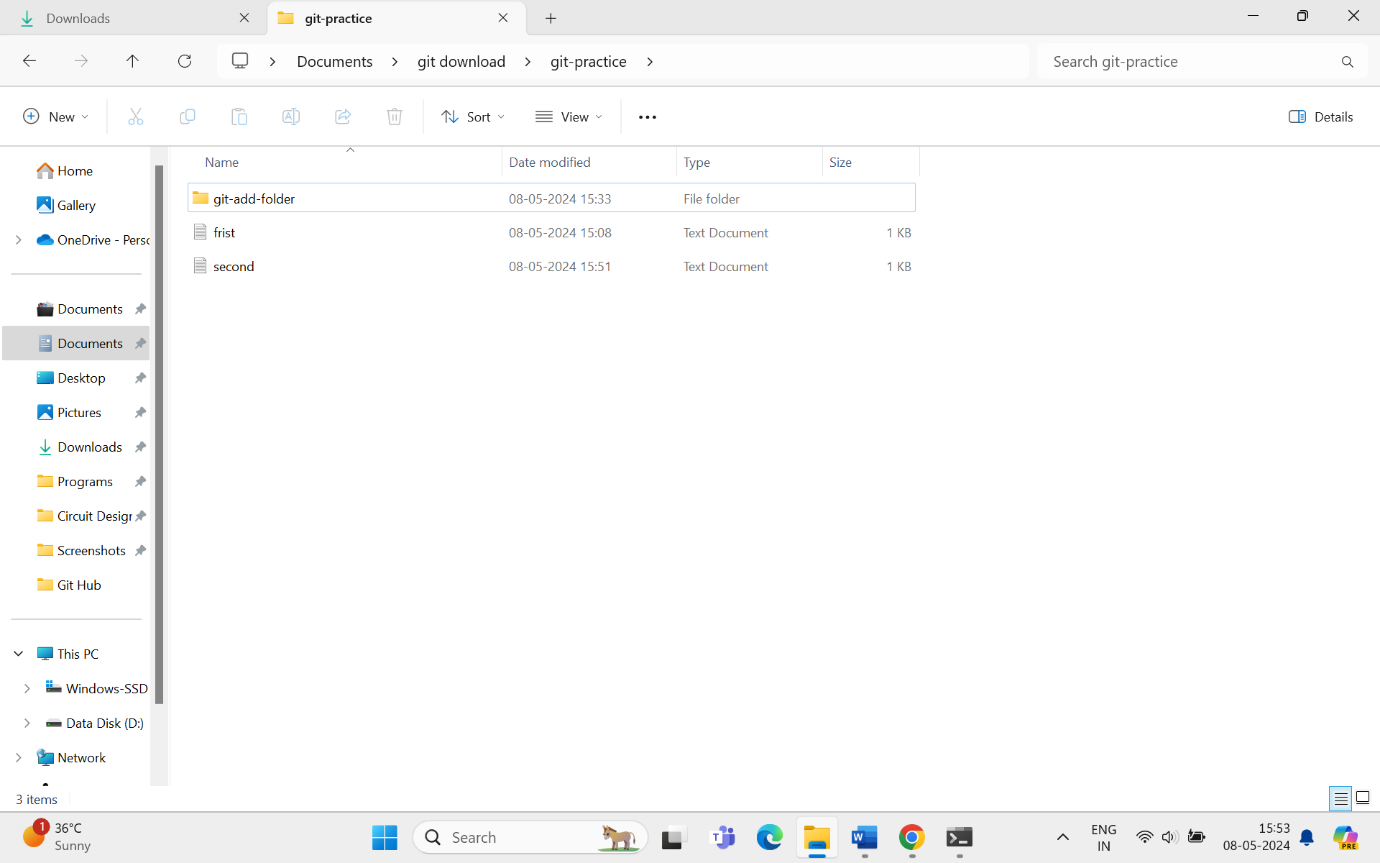 Downloads
git-practice
Documents > git download > git-practice >
Search git-practice
New
Sort
View
Details
Name Date modified Type Size
git-add-folder 08-05-2024 15:33 File folder
frist 08-05-2024 15:08 Text Document 1 KB
second 08-05-2024 15:51 Text Document 1 KB
Home
Gallery
OneDrive - Perso
Documents
Documents
Desktop
Pictures
Downloads
Programs
Circuit Design
Screenshots
Git Hub
This PC
Windows-SSD
Data Disk (D:)
Network
3 items
1
36°C
Sunny
Search
ENG
IN
15:53
08-05-2024
PRE